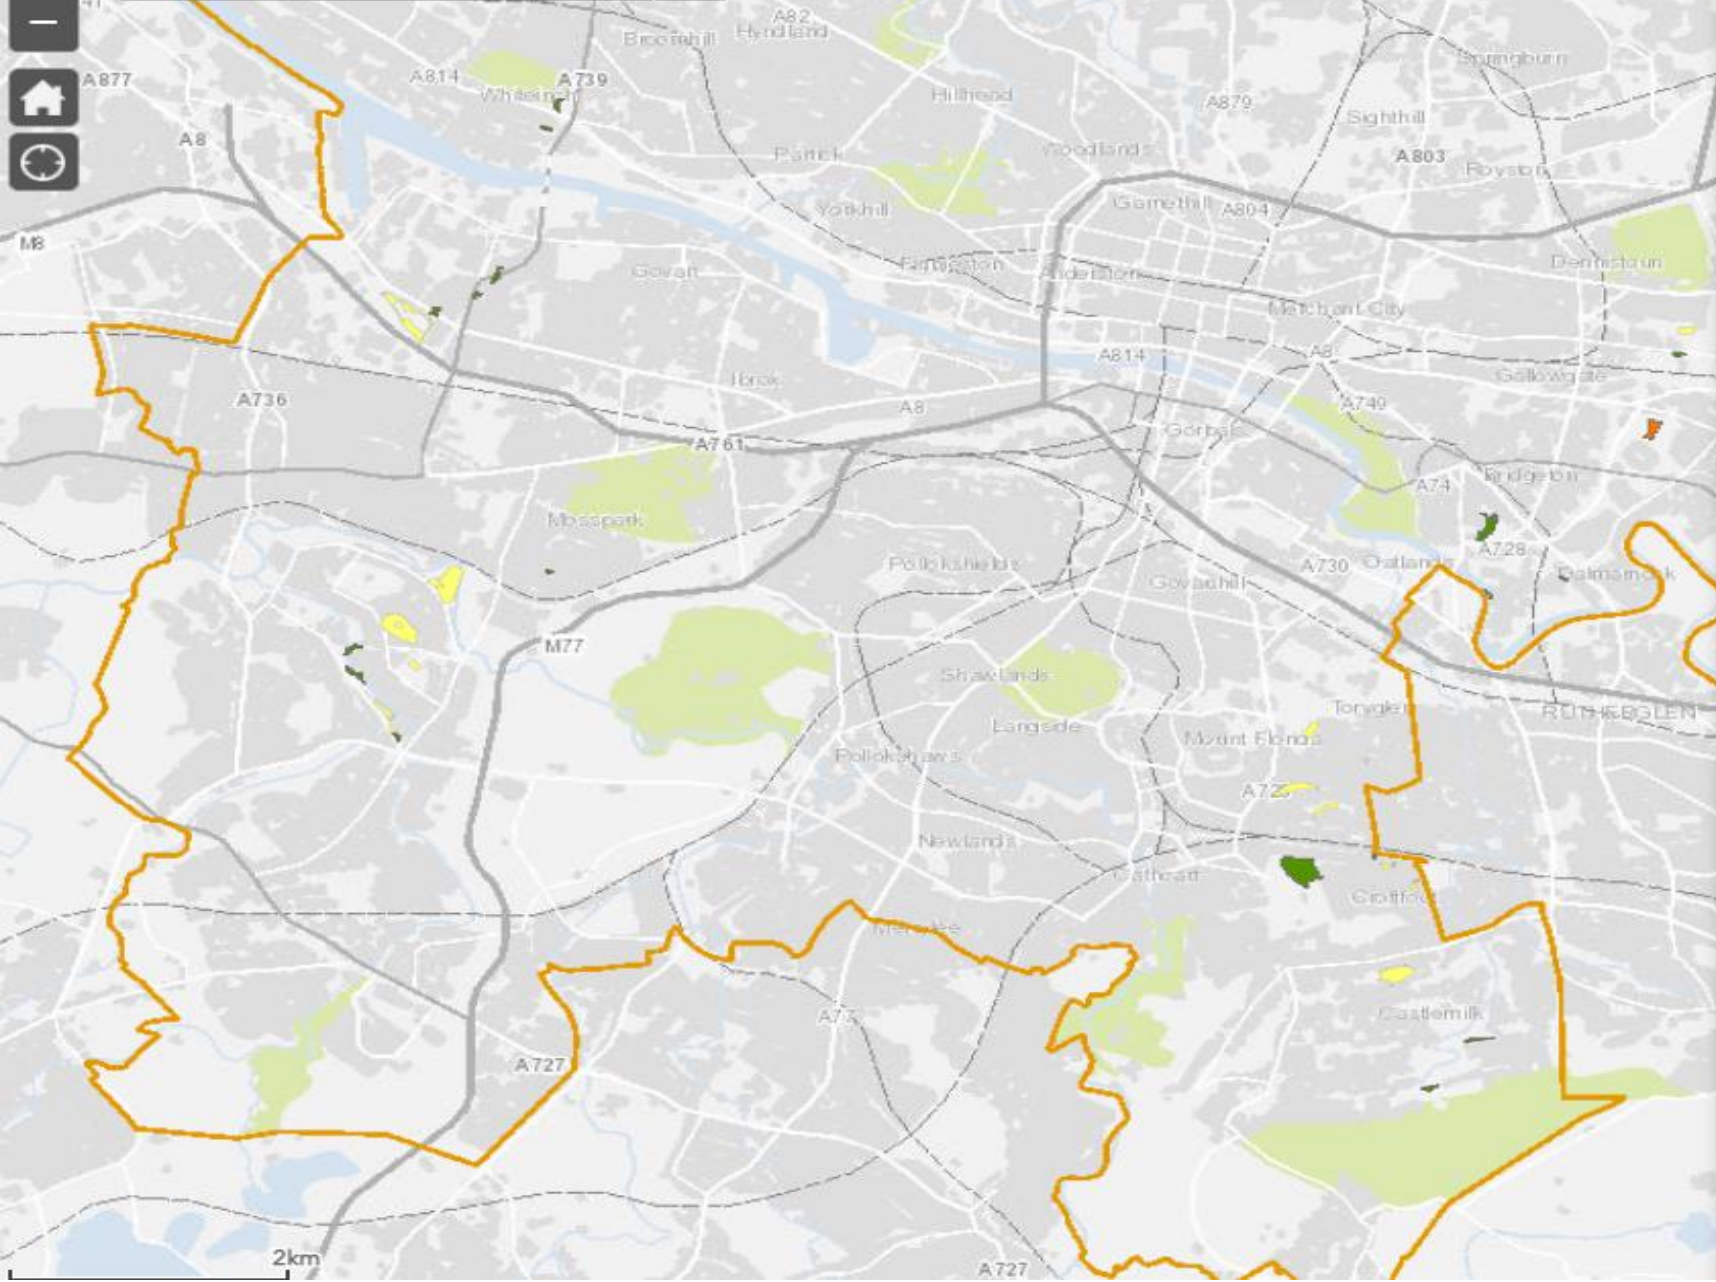 A82
Hyndland
Broomhill
A877
A814
A739
Whiteinch
Springburn
Hillhead
A879
Sighthill
A8
Partick
Woodlands
A803
Royston
Yorkhill
Garnethill
A804
M8
Govan
Finnieston
Anderston
Dennistoun
Merchant City
A814
A8
Ibrox
Gallowgate
A736
A8
A749
Gorbals
A761
Bridgeton
A74
Mosspark
A728
Pollokshields
Govanhill
A730
Oatlands
Dalmarnock
M77
Shawlands
Toryglen
RUTHERGLEN
Langside
Mount Florida
Pollokshaws
A728
Newlands
Cathcart
Croftfoot
Merrylee
Castlemilk
A77
A727
2km
A727